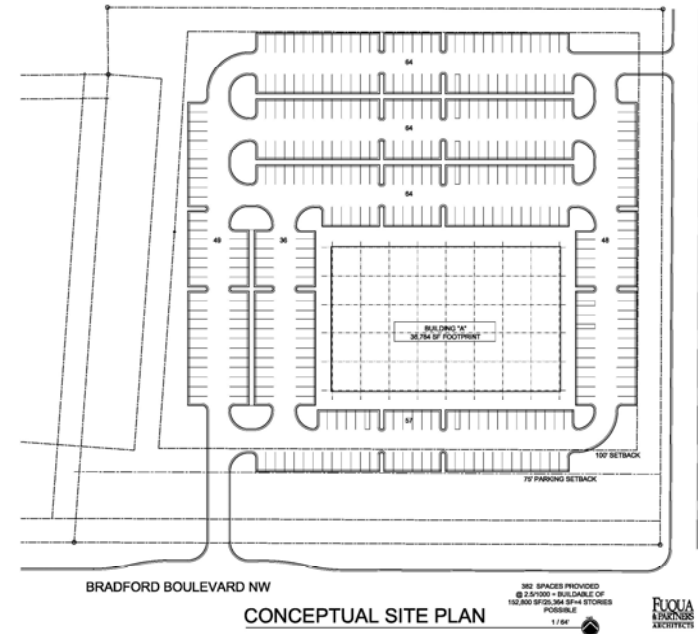 64
64
64
49
36
48
BUILDING "A"
36,764 SF FOOTPRINT
57
100' SETBACK
75' PARKING SETBACK
BRADFORD BOULEVARD NW
382 SPACES PROVIDED
@ 2.5/1000 = BUILDABLE OF
152,800 SF/25,364 SF=4 STORIES
POSSIBLE
CONCEPTUAL SITE PLAN
1 / 64'
FUQUA
& PARTNERS
ARCHITECTS